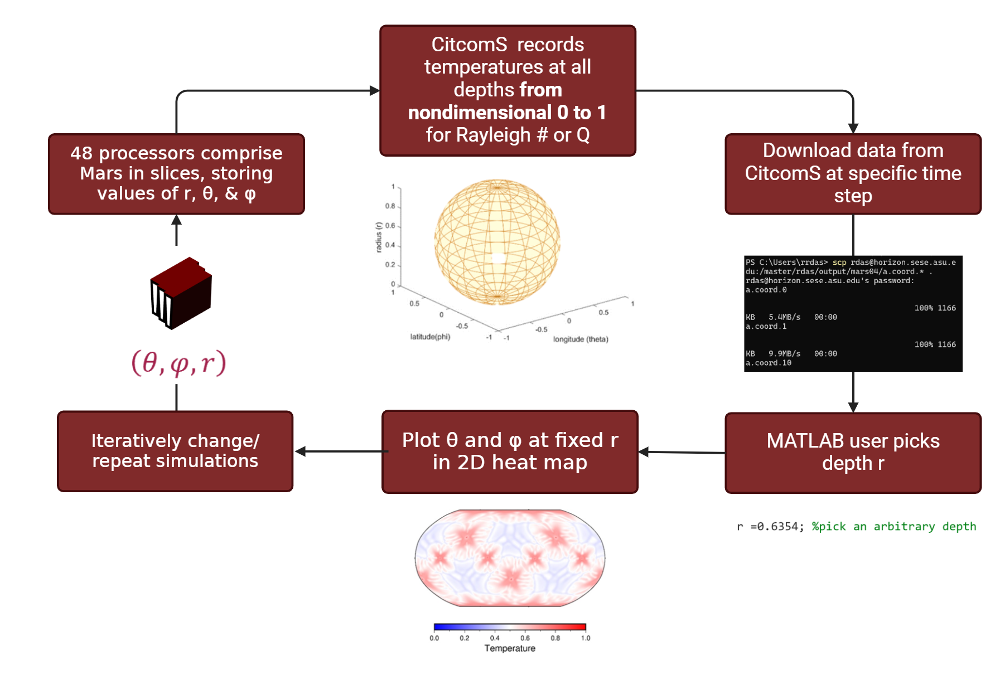 CitcomS records
temperatures at all
depths from
nondimensional 0 to 1
for Rayleigh # or Q
48 processors comprise
Mars in slices, storing
values of r, θ, & φ
Download data from
CitcomS at specific time
step
1
0.8
0.6
0.4
0.2
0
radius (r)
1
0.5
0
-0.5
-1
latitude(phi)
-1
-0.5
0
0.5
1
longitude (theta)
PS C:\Users\rrdas> scp rdas@horizon.sese.asu.e
du:/master/rdas/output/mars04/a.coord.* .
rdas@horizon.sese.asu.edu's password:
a.coord.0
100% 1166
KB 5.4MB/s 00:00
a.coord.1
100% 1166
KB 9.9MB/s 00:00
a.coord.10
(θ, φ, r)
Iteratively change/
repeat simulations
Plot θ and φ at fixed r
in 2D heat map
MATLAB user picks
depth r
r =0.6354; %pick an arbitrary depth
0.0 0.2 0.4 0.6 0.8 1.0
Temperature